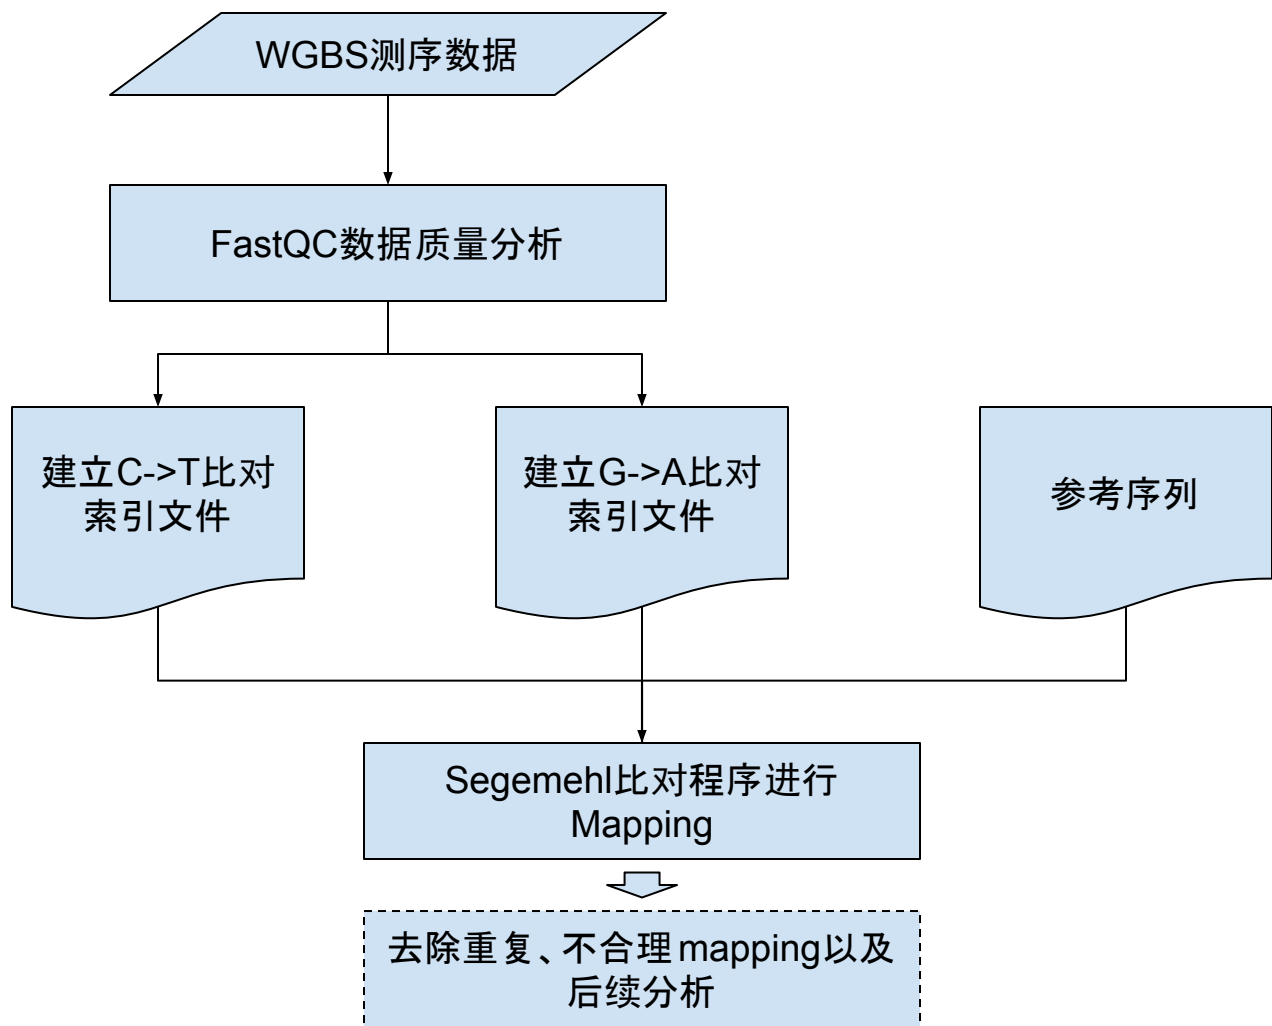 WGBS测序数据
FastQC数据质量分析
建立C->T比对
索引文件
建立G->A比对
索引文件
参考序列
Segemehl比对程序进行
Mapping
去除重复、不合理mapping以及
后续分析